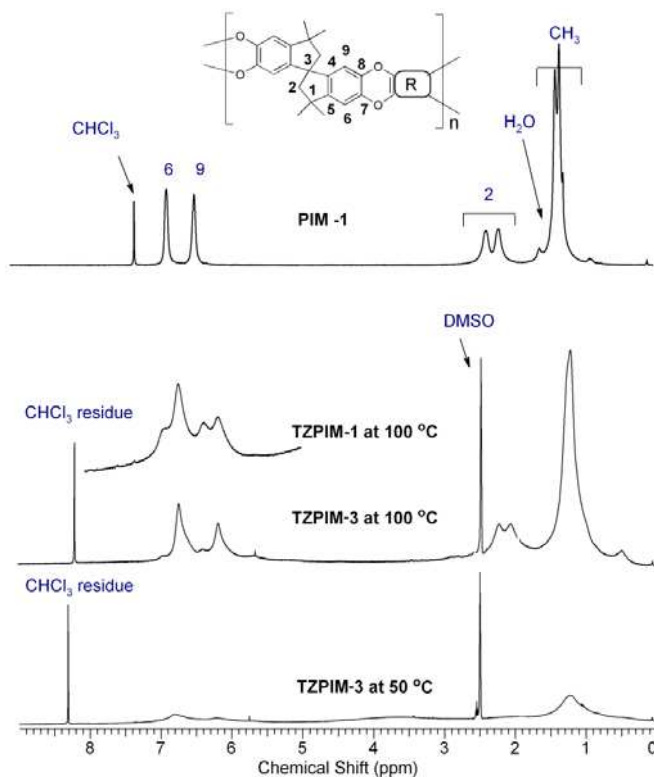 CH3
O
O
3
2
1
4
5
9
6
8
7
O
O
R
n
CHCl3
H2O
6
9
2
PIM -1
DMSO
CHCl3 residue
TZPIM-1 at 100 °C
TZPIM-3 at 100 °C
CHCl3 residue
TZPIM-3 at 50 °C
8 7 6 5 4 3 2 1 0
Chemical Shift (ppm)